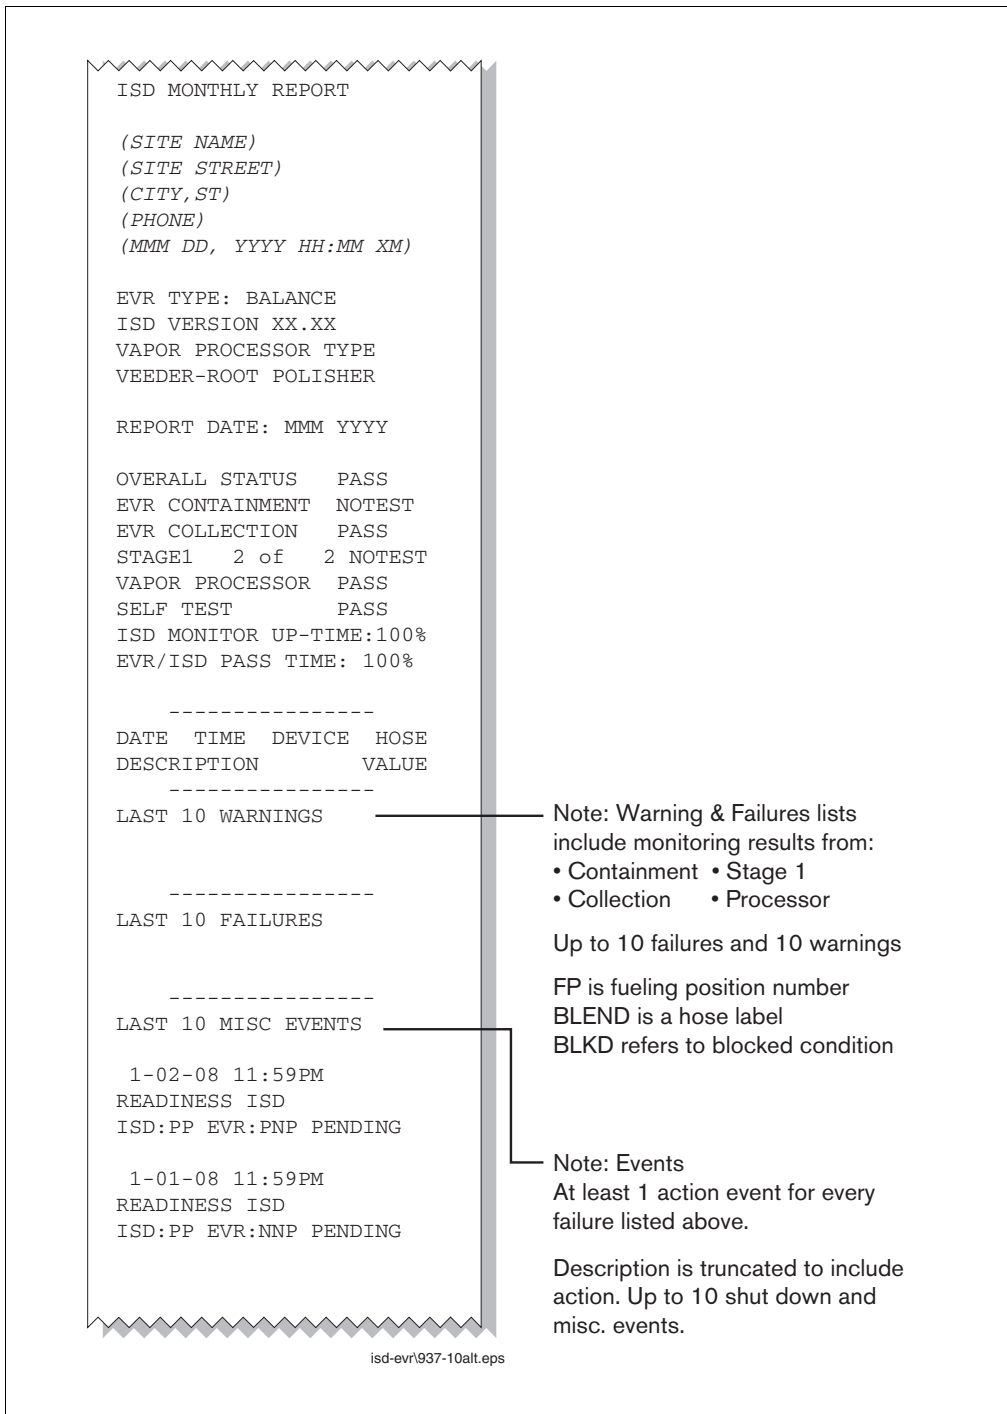 ISD MONTHLY REPORT
(SITE NAME)
(SITE STREET)
(CITY,ST)
(PHONE)
(MMM DD, YYYY HH:MM XM)
EVR TYPE: BALANCE
ISD VERSION XX.XX
VAPOR PROCESSOR TYPE
VEEDER-ROOT POLISHER
REPORT DATE: MMM YYYY
OVERALL STATUS PASS
EVR CONTAINMENT NOTEST
EVR COLLECTION PASS
STAGE1 2 of 2 NOTEST
VAPOR PROCESSOR PASS
SELF TEST PASS
ISD MONITOR UP-TIME:100%
EVR/ISD PASS TIME: 100%
----------------
DATE TIME DEVICE HOSE
DESCRIPTION VALUE
----------------
LAST 10 WARNINGS
----------------
LAST 10 FAILURES
----------------
LAST 10 MISC EVENTS
1-02-08 11:59PM
READINESS ISD
ISD:PP EVR:PNP PENDING
1-01-08 11:59PM
READINESS ISD
ISD:PP EVR:NNP PENDING
Note: Warning & Failures lists
include monitoring results from:
• Containment • Stage 1
• Collection • Processor
Up to 10 failures and 10 warnings
FP is fueling position number
BLEND is a hose label
BLKD refers to blocked condition
Note: Events
At least 1 action event for every
failure listed above.
Description is truncated to include
action. Up to 10 shut down and
misc. events.
isd-evr\937-10alt.eps